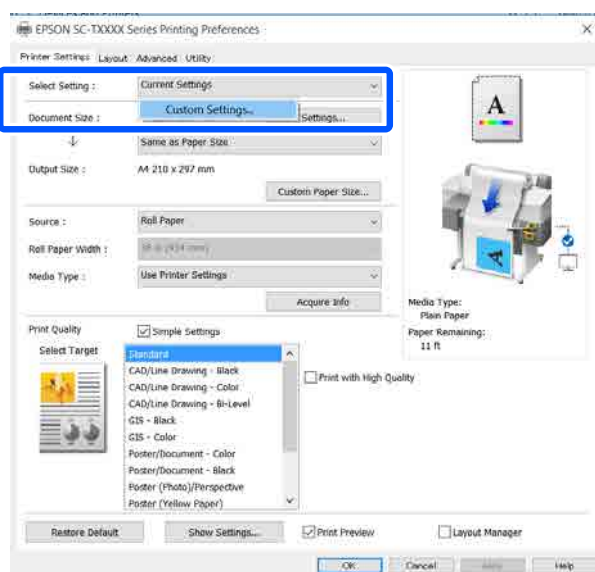 EPSON SC-TXXXX Series Printing Preferences
Printer Settings Layout Advanced Utility
Select Setting : Current Settings
Custom Settings...
Document Size : Settings...
Same as Paper Size
Output Size : A4 210 x 297 mm
Custom Paper Size...
Source : Roll Paper
Roll Paper Width :
Media Type : Use Printer Settings
Acquire Info
Media Type:
Plain Paper
Paper Remaining:
11 ft
Print Quality Simple Settings
Select Target
Standard
CAD/Line Drawing - Black
CAD/Line Drawing - Color
CAD/Line Drawing - Bi-Level
GIS - Black
GIS - Color
Poster/Document - Color
Poster/Document - Black
Poster (Photo)/Perspective
Poster (Yellow Paper)
Print with High Quality
Restore Default Show Settings... Print Preview Layout Manager
OK Cancel Help
A
A